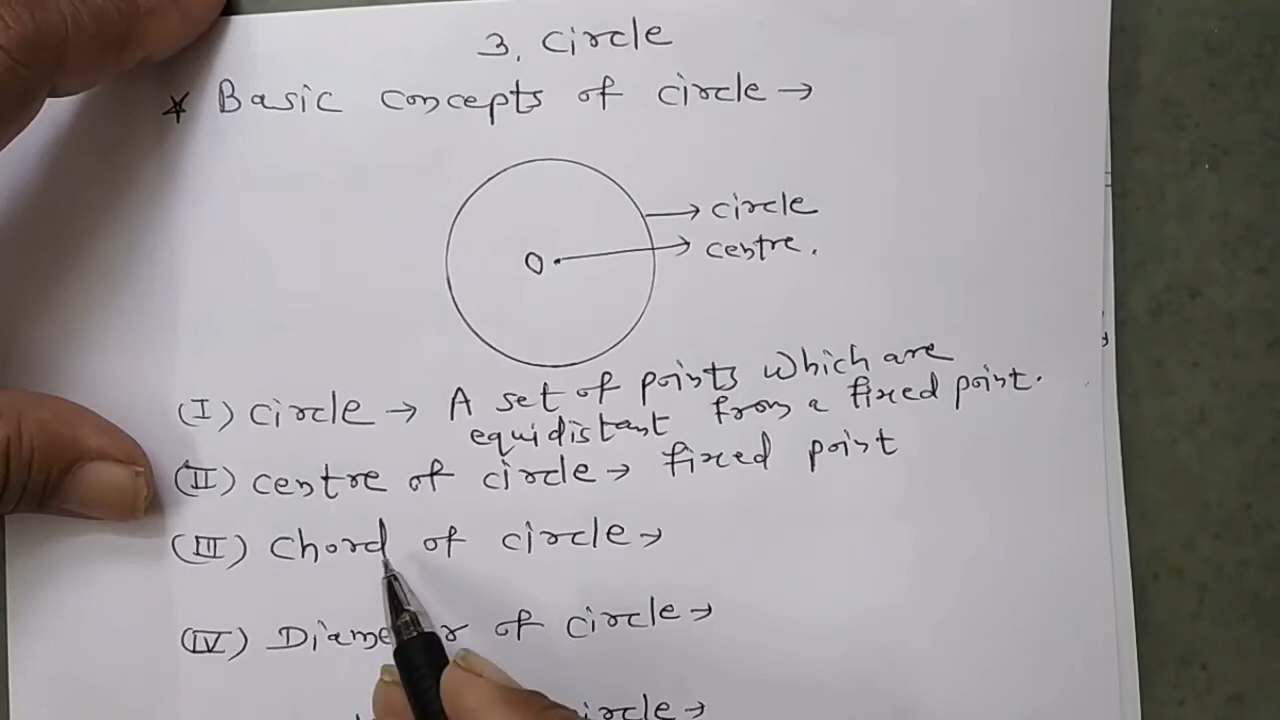 3. Circle
* Basic concepts of circle →
→ circle
O → centre.
(I) circle → A set of points which are
equidistant from a fixed point.
(II) centre of circle → fixed point
(III) Chord of circle →
(IV) of circle →
circle →